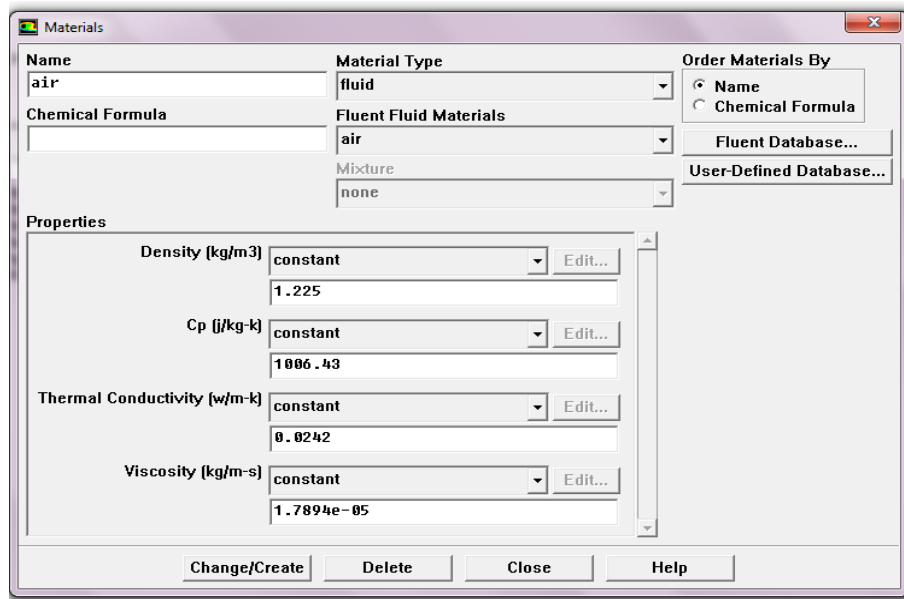 Materials
Name
air
Material Type
fluid
Order Materials By
Name
Chemical Formula
Chemical Formula
Fluent Fluid Materials
air
Fluent Database...
Mixture
none
User-Defined Database...
Properties
Density (kg/m3) constant Edit...
1.225
Cp (j/kg-k) constant Edit...
1006.43
Thermal Conductivity (w/m-k) constant Edit...
0.0242
Viscosity (kg/m-s) constant Edit...
1.7894e-05
Change/Create Delete Close Help